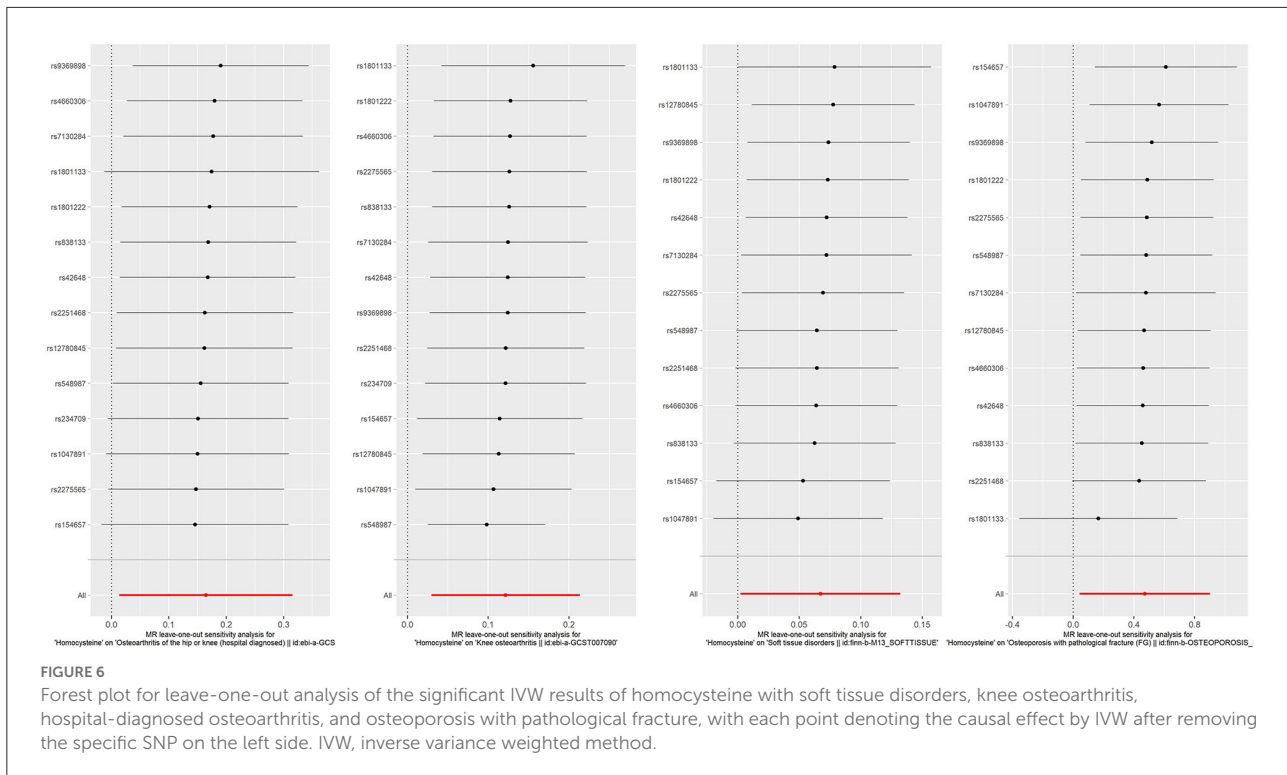 rs9369898
rs4660306
rs7130284
rs1801133
rs1801222
rs838133
rs42648
rs2251468
rs12780845
rs548987
rs234709
rs1047891
rs2275565
rs154657
All
0.0
0.1
0.2
0.3
MR leave-one-out sensitivity analysis for
'Homocysteine' on 'Osteoarthritis of the hip or knee (hospital diagnosed) || id:ebi-a-GCS
rs1801133
rs1801222
rs4660306
rs2275565
rs838133
rs7130284
rs42648
rs9369898
rs2251468
rs234709
rs154657
rs12780845
rs1047891
rs548987
All
0.0
0.1
0.2
MR leave-one-out sensitivity analysis for
'Homocysteine' on 'Knee osteoarthritis || id:ebi-a-GCST007090'
rs1801133
rs12780845
rs9369898
rs1801222
rs42648
rs7130284
rs2275565
rs548987
rs2251468
rs4660306
rs838133
rs154657
rs1047891
All
0.00
0.05
0.10
0.15
MR leave-one-out sensitivity analysis for
'Homocysteine' on 'Soft tissue disorders || id:finn-b-M13_SOFTTISSUE'
rs154657
rs1047891
rs9369898
rs1801222
rs2275565
rs548987
rs7130284
rs12780845
rs4660306
rs42648
rs838133
rs2251468
rs1801133
All
-0.4
0.0
0.4
0.8
MR leave-one-out sensitivity analysis for
'Homocysteine' on 'Osteoporosis with pathological fracture (FG) || id:finn-b-OSTEOPOROSIS_
FIGURE 6
Forest plot for leave-one-out analysis of the significant IVW results of homocysteine with soft tissue disorders, knee osteoarthritis,
hospital-diagnosed osteoarthritis, and osteoporosis with pathological fracture, with each point denoting the causal effect by IVW after removing
the specific SNP on the left side. IVW, inverse variance weighted method.